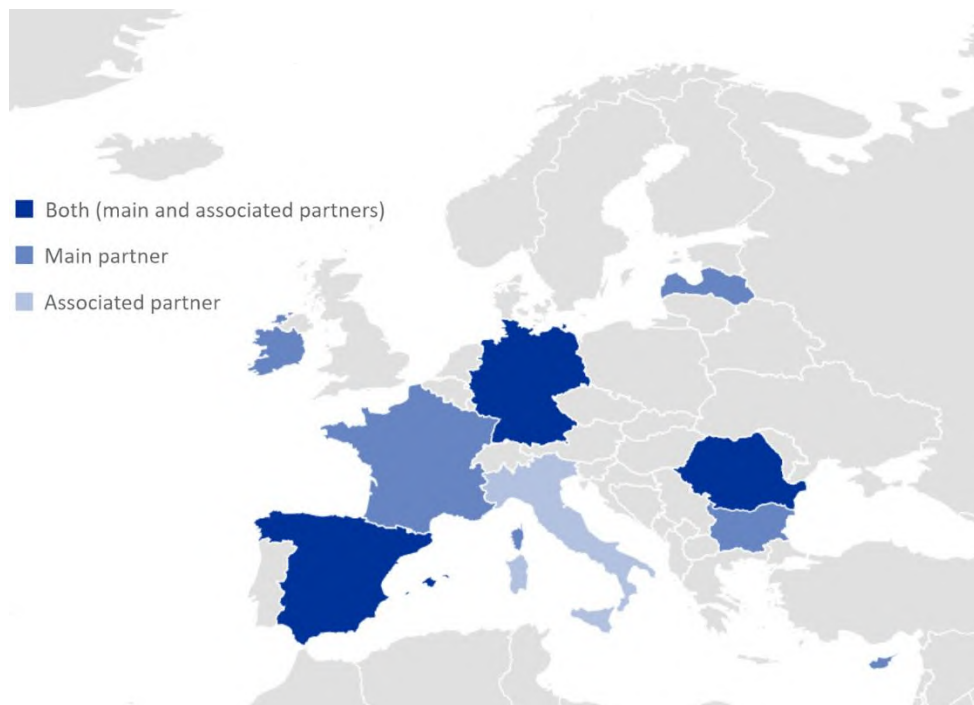 Both (main and associated partners)
Main partner
Associated partner